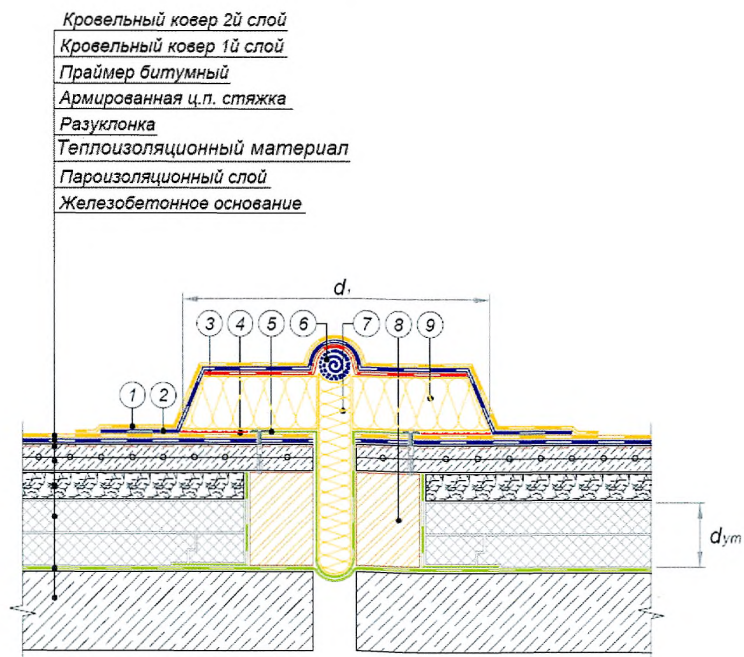 Кровельный ковер 2й слой
Кровельный ковер 1й слой
Праймер битумный
Армированная ц.п. стяжка
Разуклонка
Теплоизоляционный материал
Пароизоляционный слой
Железобетонное основание
d₁
3 4 5 6 7 8 9
1 2
dут